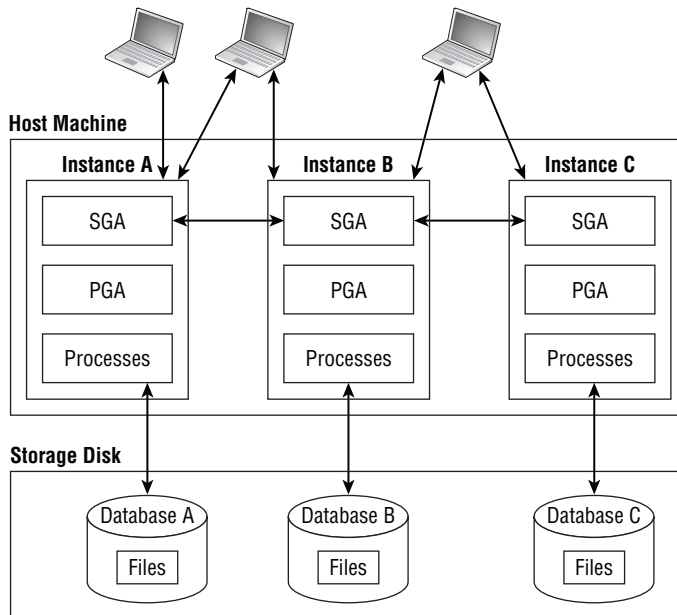 Host Machine
Instance A Instance B Instance C
SGA SGA SGA
PGA PGA PGA
Processes Processes Processes
Storage Disk
Database A Database B Database C
Files Files Files